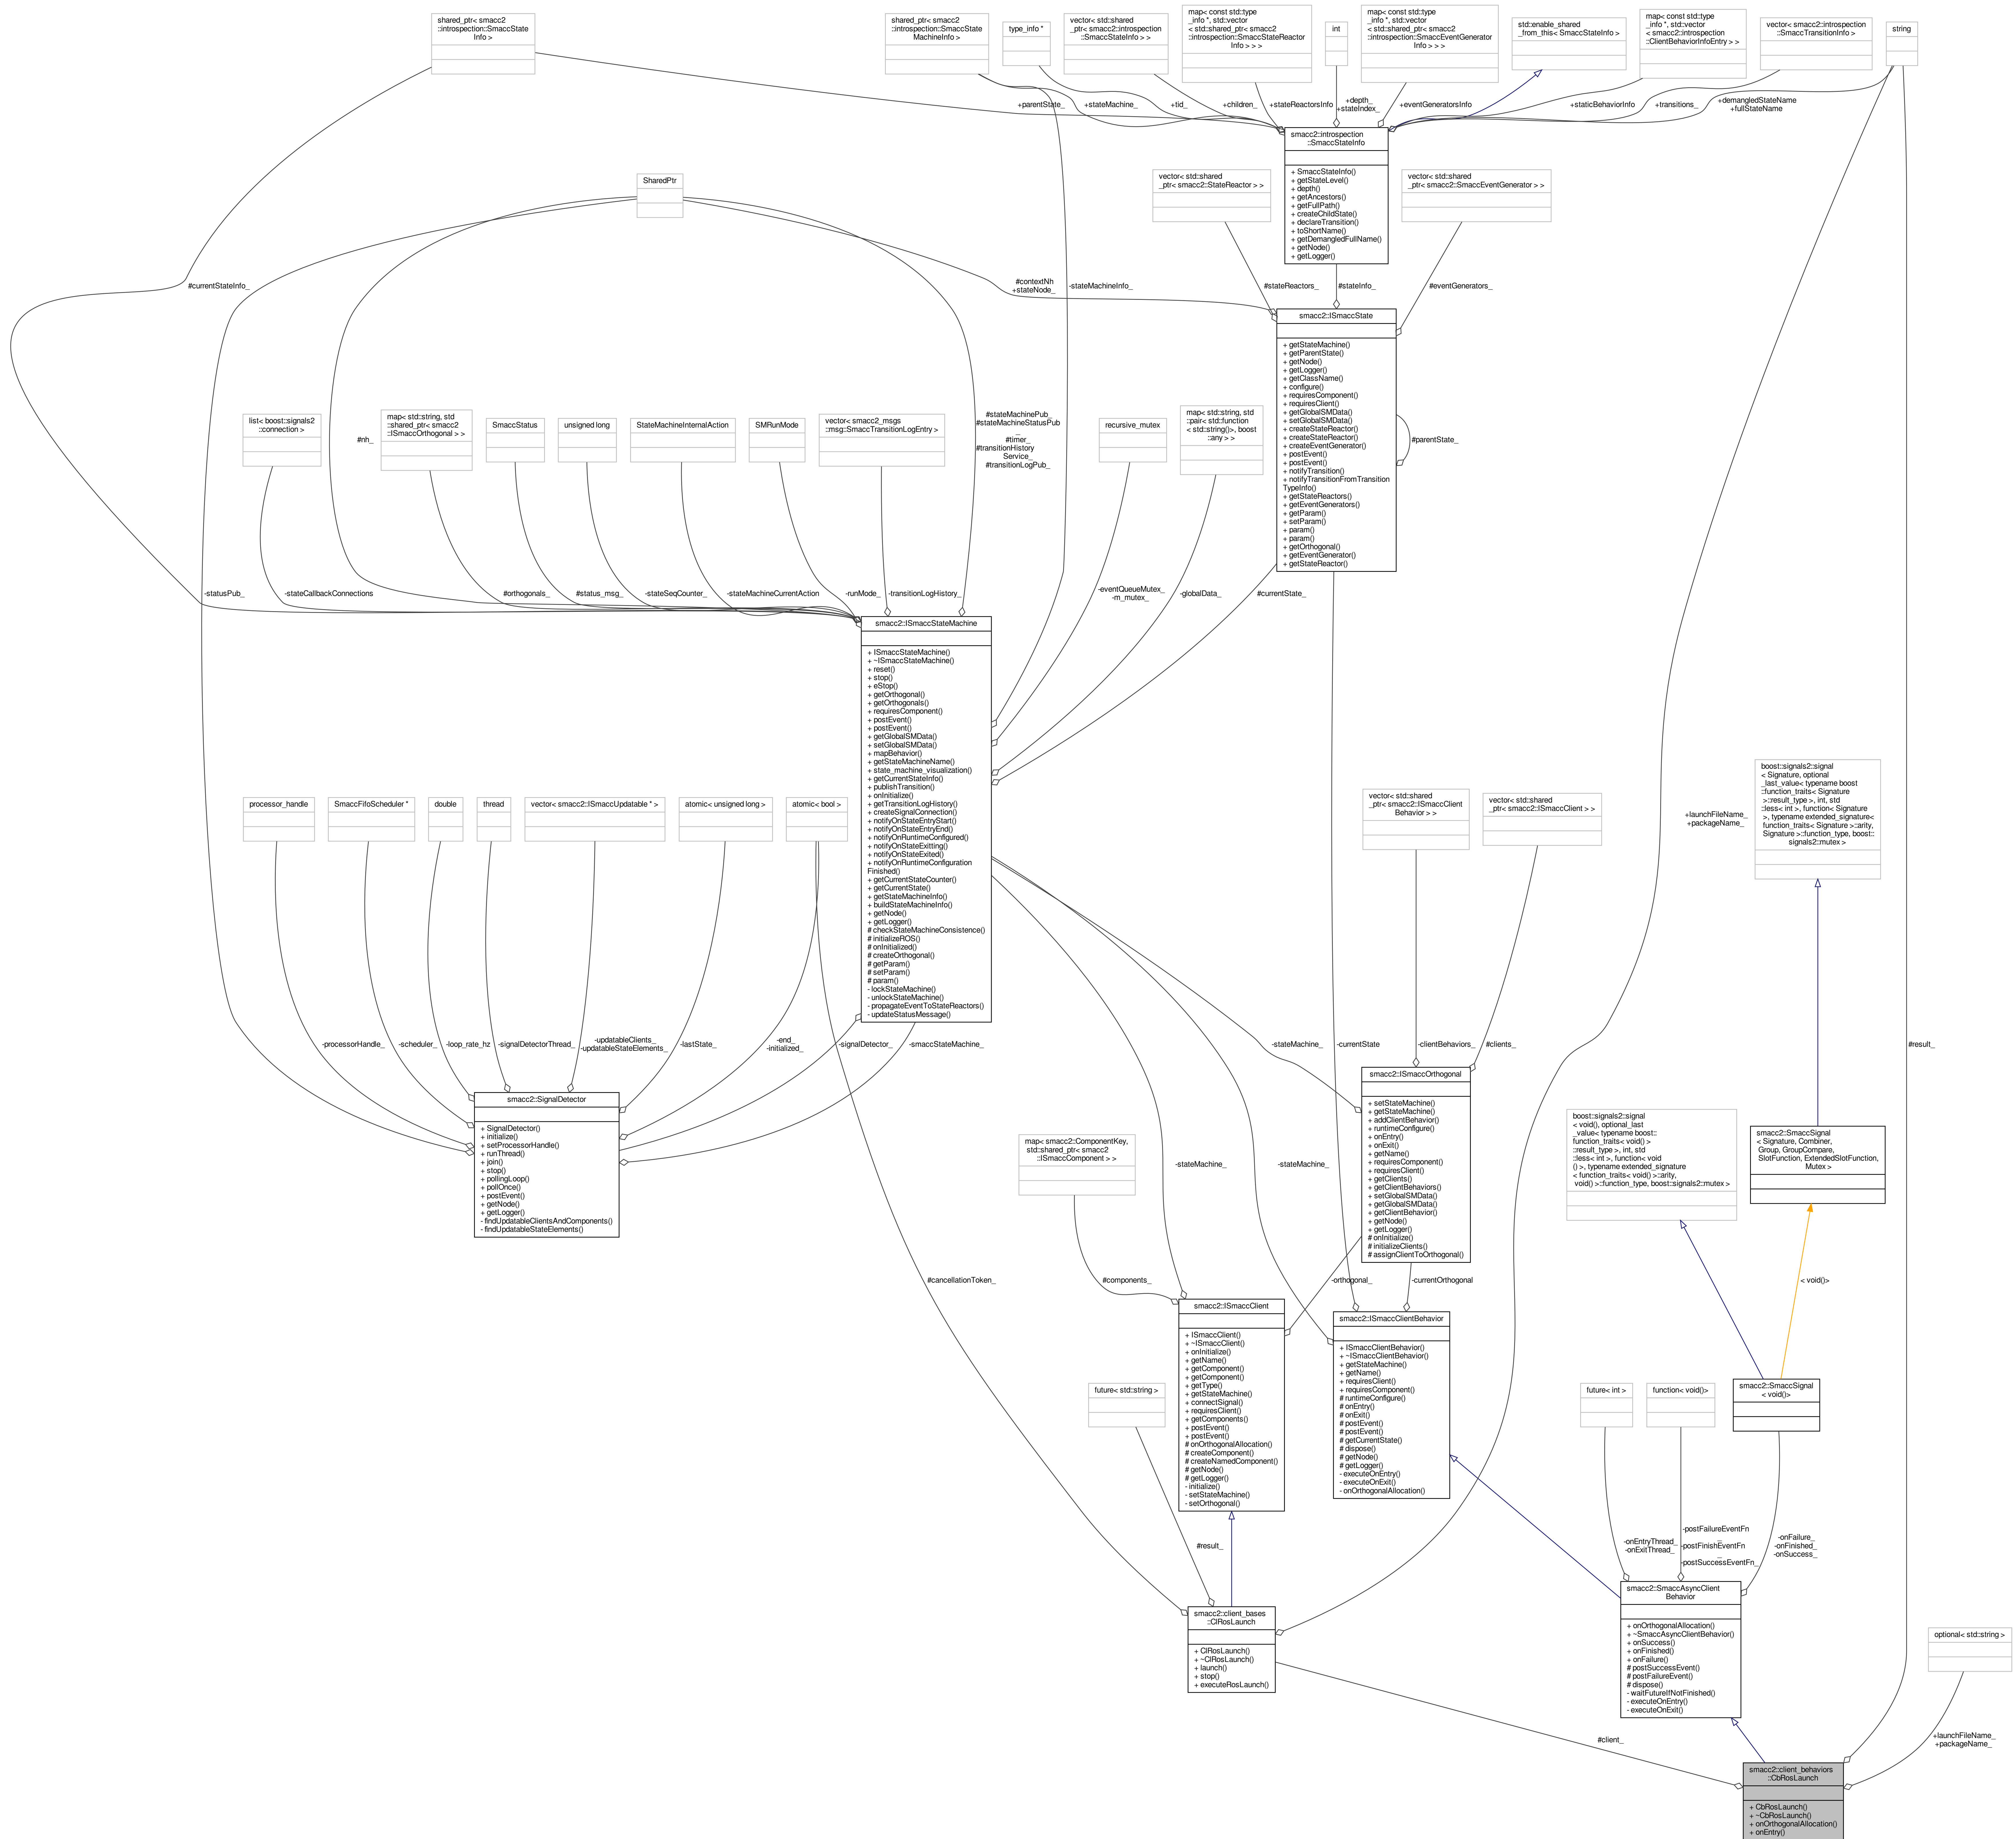 shared_ptr< smacc2
::introspection::SmaccState
Info >
shared_ptr< smacc2
::introspection::SmaccState
MachineInfo >
type_info *
vector< std::shared
_ptr< smacc2::introspection
::SmaccStateInfo > >
map< const std::type
_info *, std::vector
< std::shared_ptr< smacc2
::introspection::SmaccStateReactor
Info > > >
int
map< const std::type
_info *, std::vector
< std::shared_ptr< smacc2
::introspection::SmaccEventGenerator
Info > > >
std::enable_shared
_from_this< SmaccStateInfo >
map< const std::type
_info *, std::vector
< smacc2::introspection
::ClientBehaviorInfoEntry > >
vector< smacc2::introspection
::SmaccTransitionInfo >
string
+parentState_
+stateMachine_
+tid_
+children_
+stateReactorsInfo
+depth_
+stateIndex_
+eventGeneratorsInfo
+staticBehaviorInfo
+transitions_
+demangledStateName
+fullStateName
smacc2::introspection
::SmaccStateInfo
+ SmaccStateInfo()
+ getStateLevel()
+ depth()
+ getAncestors()
+ getFullPath()
+ createChildState()
+ declareTransition()
+ toShortName()
+ getDemangledFullName()
+ getNode()
+ getLogger()
SharedPtr
vector< std::shared
_ptr< smacc2::StateReactor > >
vector< std::shared
_ptr< smacc2::SmaccEventGenerator > >
#currentStateInfo_
#contextNh
+stateNode_
-stateMachineInfo_
#stateReactors_
#stateInfo_
#eventGenerators_
smacc2::ISmaccState
+ getStateMachine()
+ getParentState()
+ getNode()
+ getLogger()
+ getClassName()
+ configure()
+ requiresComponent()
+ requiresClient()
+ getGlobalSMData()
+ setGlobalSMData()
+ createStateReactor()
+ createStateReactor()
+ createEventGenerator()
+ postEvent()
+ postEvent()
+ notifyTransition()
+ notifyTransitionFromTransition
TypeInfo()
+ getStateReactors()
+ getEventGenerators()
+ getParam()
+ setParam()
+ param()
+ param()
+ getOrthogonal()
+ getEventGenerator()
+ getStateReactor()
#parentState_
list< boost::signals2
::connection >
#nh_
map< std::string, std
::shared_ptr< smacc2
::ISmaccOrthogonal > >
SmaccStatus
unsigned long
StateMachineInternalAction
SMRunMode
vector< smacc2_msgs
::msg::SmaccTransitionLogEntry >
#stateMachinePub_
#stateMachineStatusPub
_
#timer_
#transitionHistory
Service_
#transitionLogPub_
recursive_mutex
map< std::string, std
::pair< std::function
< std::string()>, boost
::any > >
-statusPub_
-stateCallbackConnections
#orthogonals_
#status_msg_
-stateSeqCounter_
-stateMachineCurrentAction
-runMode_
-transitionLogHistory_
-eventQueueMutex_
-m_mutex_
-globalData_
#currentState_
smacc2::ISmaccStateMachine
+ ISmaccStateMachine()
+ ~ISmaccStateMachine()
+ reset()
+ stop()
+ eStop()
+ getOrthogonal()
+ getOrthogonals()
+ requiresComponent()
+ postEvent()
+ postEvent()
+ getGlobalSMData()
+ setGlobalSMData()
+ mapBehavior()
+ getStateMachineName()
+ state_machine_visualization()
+ getCurrentStateInfo()
+ publishTransition()
+ onInitialize()
+ getTransitionLogHistory()
+ createSignalConnection()
+ notifyOnStateEntryStart()
+ notifyOnStateEntryEnd()
+ notifyOnRuntimeConfigured()
+ notifyOnStateExitting()
+ notifyOnStateExited()
+ notifyOnRuntimeConfiguration
Finished()
+ getCurrentStateCounter()
+ getCurrentState()
+ getStateMachineInfo()
+ buildStateMachineInfo()
+ getNode()
+ getLogger()
# checkStateMachineConsistence()
# initializeROS()
# onInitialized()
# createOrthogonal()
# getParam()
# setParam()
# param()
- lockStateMachine()
- unlockStateMachine()
- propagateEventToStateReactors()
- updateStatusMessage()
processor_handle
SmaccFifoScheduler *
double
thread
vector< smacc2::ISmaccUpdatable * >
atomic< unsigned long >
atomic< bool >
vector< std::shared
_ptr< smacc2::ISmaccClient
Behavior > >
vector< std::shared
_ptr< smacc2::ISmaccClient > >
+launchFileName_
+packageName_
boost::signals2::signal
< Signature, optional
_last_value< typename boost
::function_traits< Signature
>::result_type >, int, std
::less< int >, function< Signature
>, typename extended_signature<
function_traits< Signature >::arity,
Signature >::function_type, boost::
signals2::mutex >
-processorHandle_
-scheduler_
-loop_rate_hz
-signalDetectorThread_
-updatableClients_
-updatableStateElements_
-lastState_
-end_
-initialized_
-signalDetector_
-smaccStateMachine_
-stateMachine_
-currentState
-clientBehaviors_
#clients_
#result_
smacc2::SignalDetector
+ SignalDetector()
+ initialize()
+ setProcessorHandle()
+ runThread()
+ join()
+ stop()
+ pollingLoop()
+ pollOnce()
+ postEvent()
+ getNode()
+ getLogger()
- findUpdatableClientsAndComponents()
- findUpdatableStateElements()
smacc2::ISmaccOrthogonal
+ setStateMachine()
+ getStateMachine()
+ addClientBehavior()
+ runtimeConfigure()
+ onEntry()
+ onExit()
+ getName()
+ requiresComponent()
+ requiresClient()
+ getClients()
+ getClientBehaviors()
+ setGlobalSMData()
+ getGlobalSMData()
+ getClientBehavior()
+ getNode()
+ getLogger()
# onInitialize()
# initializeClients()
# assignClientToOrthogonal()
map< smacc2::ComponentKey,
std::shared_ptr< smacc2
::ISmaccComponent > >
-stateMachine_
-stateMachine_
boost::signals2::signal
< void(), optional_last
_value< typename boost::
function_traits< void() >
::result_type >, int, std
::less< int >, function< void
() >, typename extended_signature
< function_traits< void() >::arity,
void() >::function_type, boost::signals2::mutex >
smacc2::SmaccSignal
< Signature, Combiner,
Group, GroupCompare,
SlotFunction, ExtendedSlotFunction,
Mutex >
#cancellationToken_
#components_
-orthogonal_
-currentOrthogonal
< void()>
smacc2::ISmaccClient
+ ISmaccClient()
+ ~ISmaccClient()
+ onInitialize()
+ getName()
+ getComponent()
+ getComponent()
+ getType()
+ getStateMachine()
+ connectSignal()
+ requiresClient()
+ getComponents()
+ postEvent()
+ postEvent()
# onOrthogonalAllocation()
# createComponent()
# createNamedComponent()
# getNode()
# getLogger()
- initialize()
- setStateMachine()
- setOrthogonal()
smacc2::ISmaccClientBehavior
+ ISmaccClientBehavior()
+ ~ISmaccClientBehavior()
+ getStateMachine()
+ getName()
+ requiresClient()
+ requiresComponent()
# runtimeConfigure()
# onEntry()
# onExit()
# postEvent()
# postEvent()
# getCurrentState()
# dispose()
# getNode()
# getLogger()
- executeOnEntry()
- executeOnExit()
- onOrthogonalAllocation()
future< std::string >
future< int >
function< void()>
smacc2::SmaccSignal
< void()>
#result_
-onEntryThread_
-onExitThread_
-postFailureEventFn
_
-postFinishEventFn
_
-postSuccessEventFn_
-onFailure_
-onFinished_
-onSuccess_
smacc2::client_bases
::ClRosLaunch
+ ClRosLaunch()
+ ~ClRosLaunch()
+ launch()
+ stop()
+ executeRosLaunch()
smacc2::SmaccAsyncClient
Behavior
+ onOrthogonalAllocation()
+ ~SmaccAsyncClientBehavior()
+ onSuccess()
+ onFinished()
+ onFailure()
# postSuccessEvent()
# postFailureEvent()
# dispose()
- waitFutureIfNotFinished()
- executeOnEntry()
- executeOnExit()
optional< std::string >
#client_
+launchFileName_
+packageName_
smacc2::client_behaviors
::CbRosLaunch
+ CbRosLaunch()
+ ~CbRosLaunch()
+ onOrthogonalAllocation()
+ onEntry()